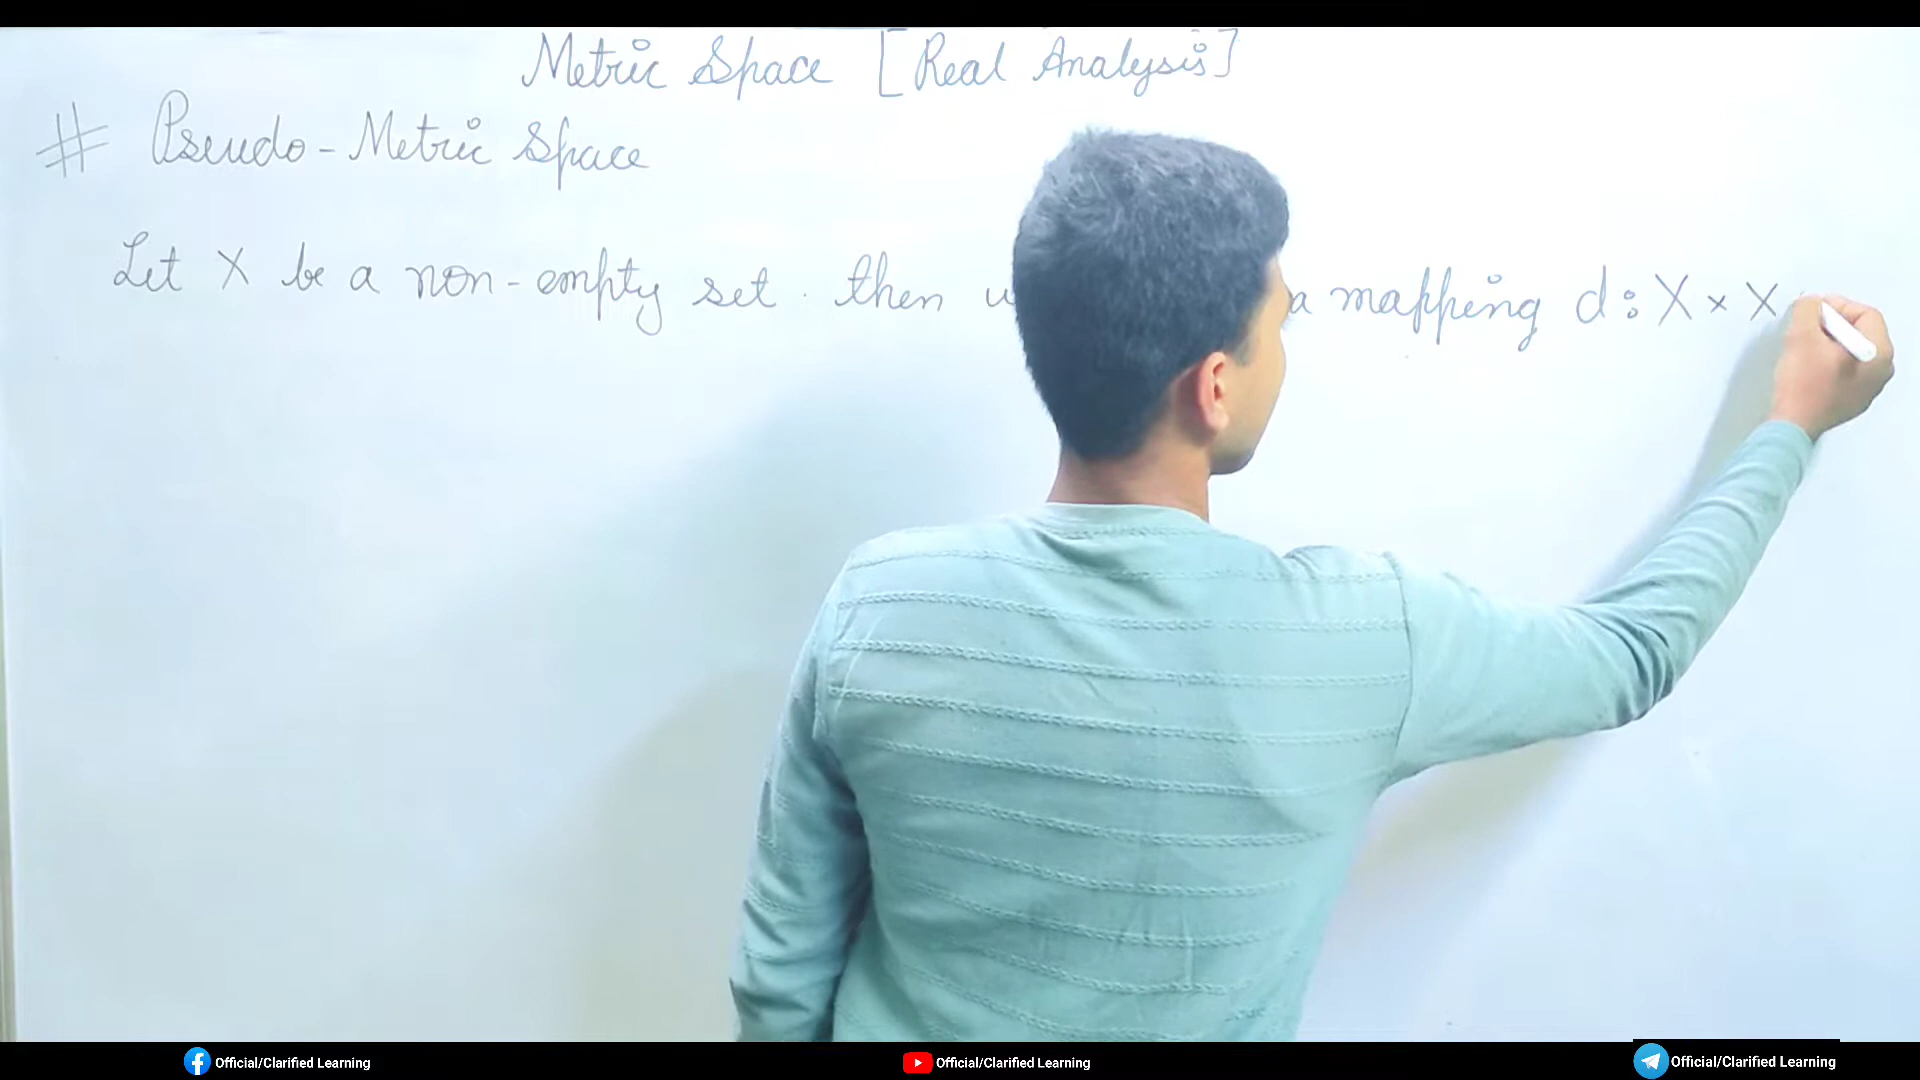 Metric Space [Real Analysis]
# Pseudo-Metric Space
Let X be a non-empty set. then a mapping d: X × X
Official/Clarified Learning
Official/Clarified Learning
Official/Clarified Learning